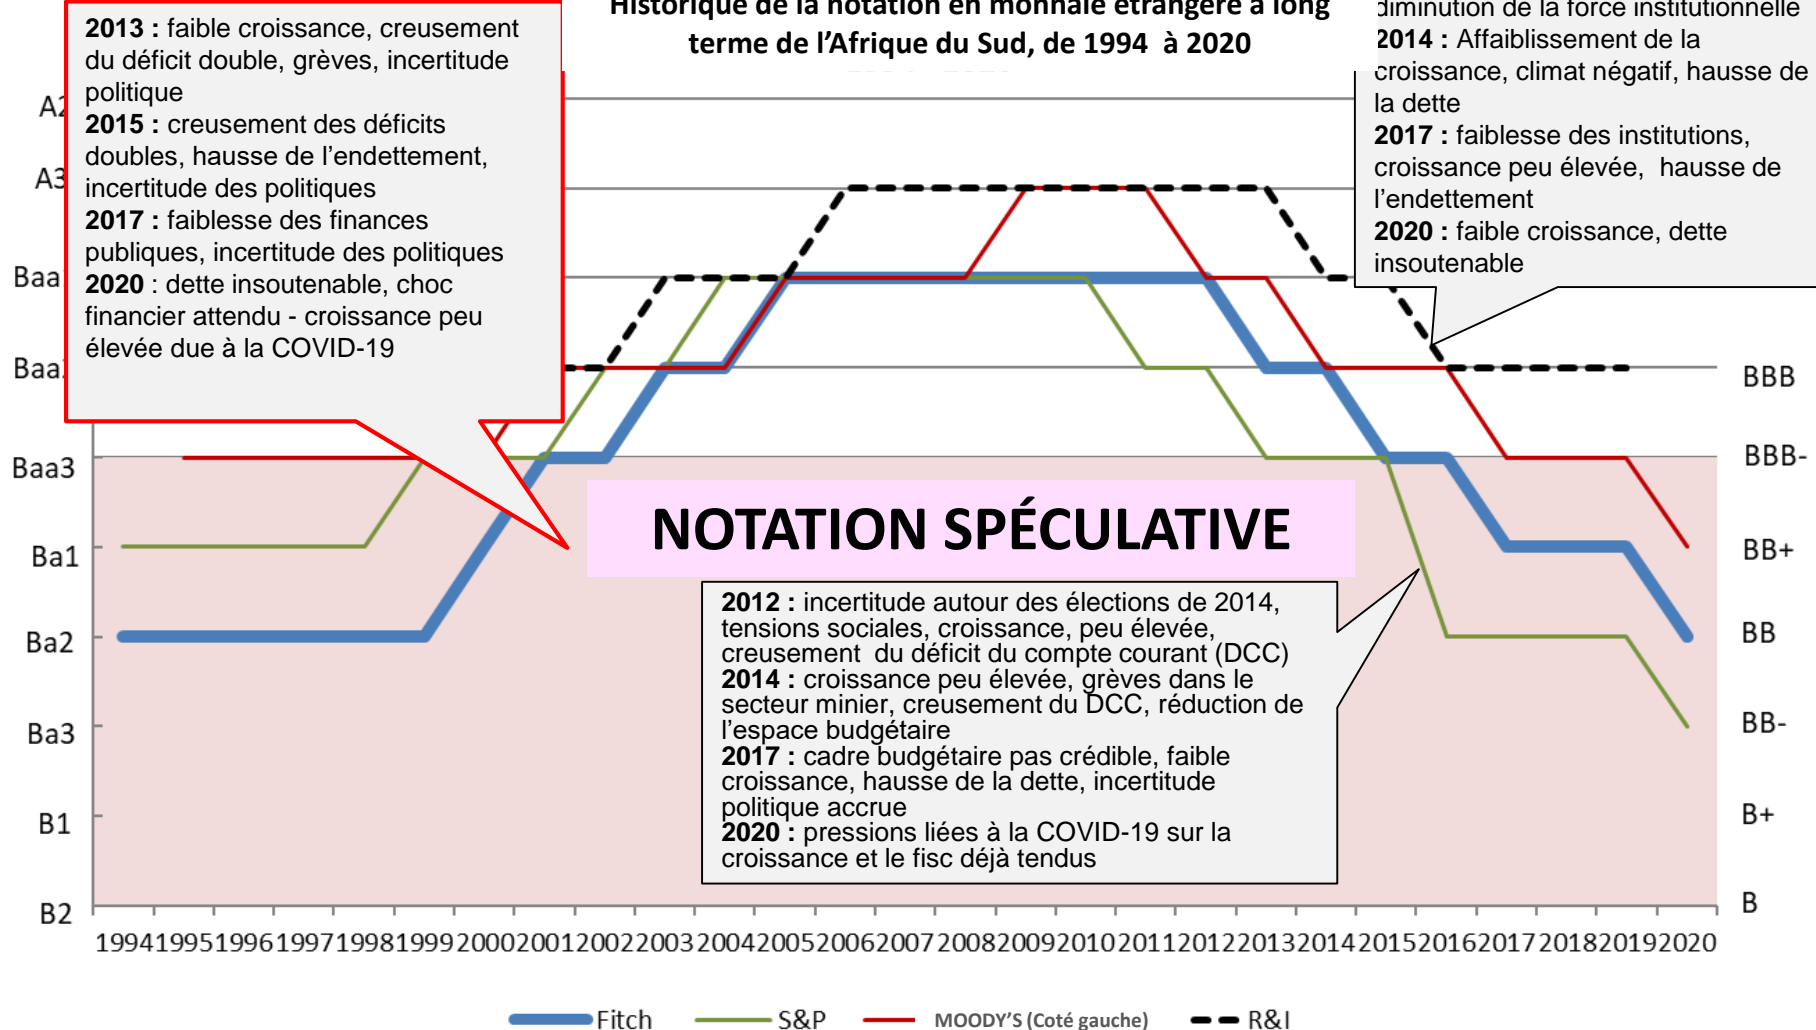 Historique de la notation en monnaie étrangère à long
terme de l’Afrique du Sud, de 1994 à 2020
2013 : faible croissance, creusement
du déficit double, grèves, incertitude
politique
2015 : creusement des déficits
doubles, hausse de l’endettement,
incertitude des politiques
2017 : faiblesse des finances
publiques, incertitude des politiques
2020 : dette insoutenable, choc
financier attendu - croissance peu
élevée due à la COVID-19
diminution de la force institutionnelle
2014 : Affaiblissement de la
croissance, climat négatif, hausse de
la dette
2017 : faiblesse des institutions,
croissance peu élevée, hausse de
l’endettement
2020 : faible croissance, dette
insoutenable
A2
A3
Baa
Baa
Baa3
Ba1
Ba2
Ba3
B1
B2
BBB
BBB-
BB+
BB
BB-
B+
B
NOTATION SPÉCULATIVE
2012 : incertitude autour des élections de 2014,
tensions sociales, croissance, peu élevée,
creusement du déficit du compte courant (DCC)
2014 : croissance peu élevée, grèves dans le
secteur minier, creusement du DCC, réduction de
l’espace budgétaire
2017 : cadre budgétaire pas crédible, faible
croissance, hausse de la dette, incertitude
politique accrue
2020 : pressions liées à la COVID-19 sur la
croissance et le fisc déjà tendus
1994 1995 1996 1997 1998 1999 2000 2001 2002 2003 2004 2005 2006 2007 2008 2009 2010 2011 2012 2013 2014 2015 2016 2017 2018 2019 2020
Fitch S&P MOODY’S (Coté gauche) R&I